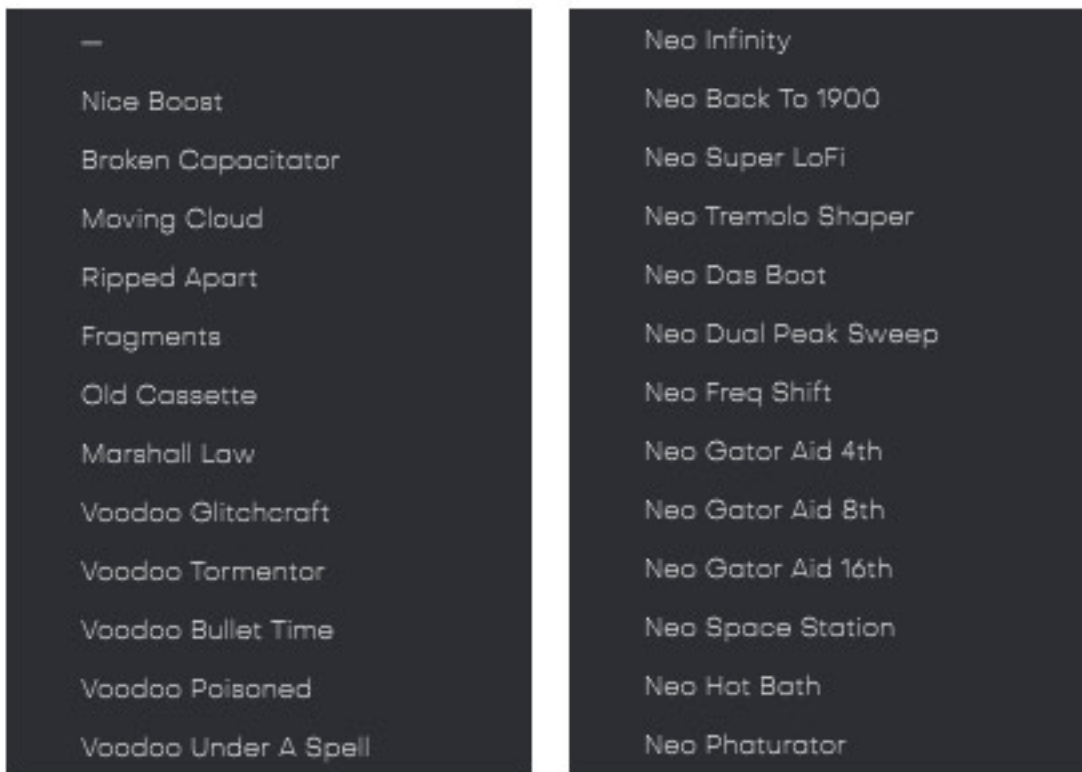 —
Nice Boost
Broken Capacitator
Moving Cloud
Ripped Apart
Fragments
Old Cassette
Marshall Law
Voodoo Glitchcraft
Voodoo Tormentor
Voodoo Bullet Time
Voodoo Poisoned
Voodoo Under A Spell
Neo Infinity
Neo Back To 1900
Neo Super LoFi
Neo Tremolo Shaper
Neo Das Boot
Neo Dual Peak Sweep
Neo Freq Shift
Neo Gator Aid 4th
Neo Gator Aid 8th
Neo Gator Aid 16th
Neo Space Station
Neo Hot Bath
Neo Phaturator